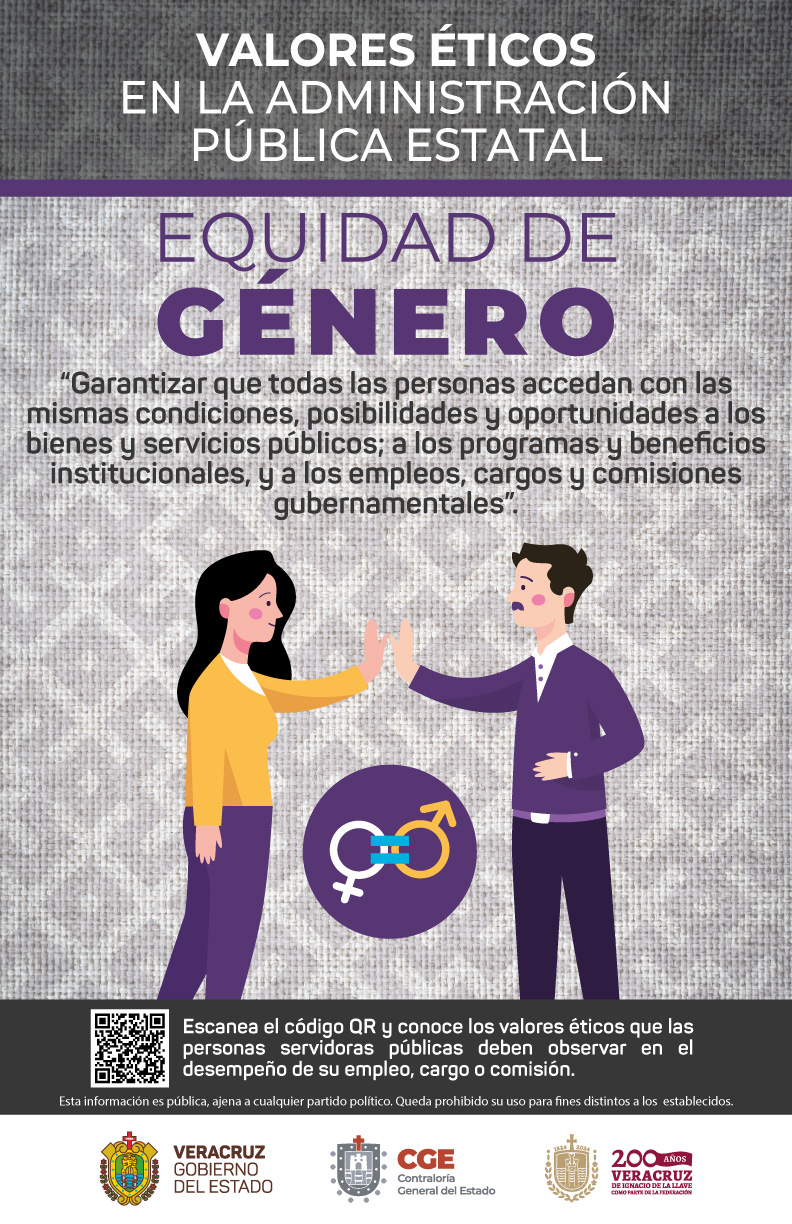 VALORES ÉTICOS
EN LA ADMINISTRACIÓN
PÚBLICA ESTATAL
EQUIDAD DE
GÉNERO
“Garantizar que todas las personas accedan con las
mismas condiciones, posibilidades y oportunidades a los
bienes y servicios públicos; a los programas y beneficios
institucionales, y a los empleos, cargos y comisiones
gubernamentales”.
Escanea el código QR y conoce los valores éticos que las
personas servidoras públicas deben observar en el
desempeño de su empleo, cargo o comisión.
Esta información es pública, ajena a cualquier partido político. Queda prohibido su uso para fines distintos a los establecidos.
VERACRUZ
GOBIERNO
DEL ESTADO
CGE
Contraloría
General del Estado
1824 2024
200 AÑOS
VERACRUZ
DE IGNACIO DE LA LLAVE
COMO PARTE DE LA FEDERACIÓN